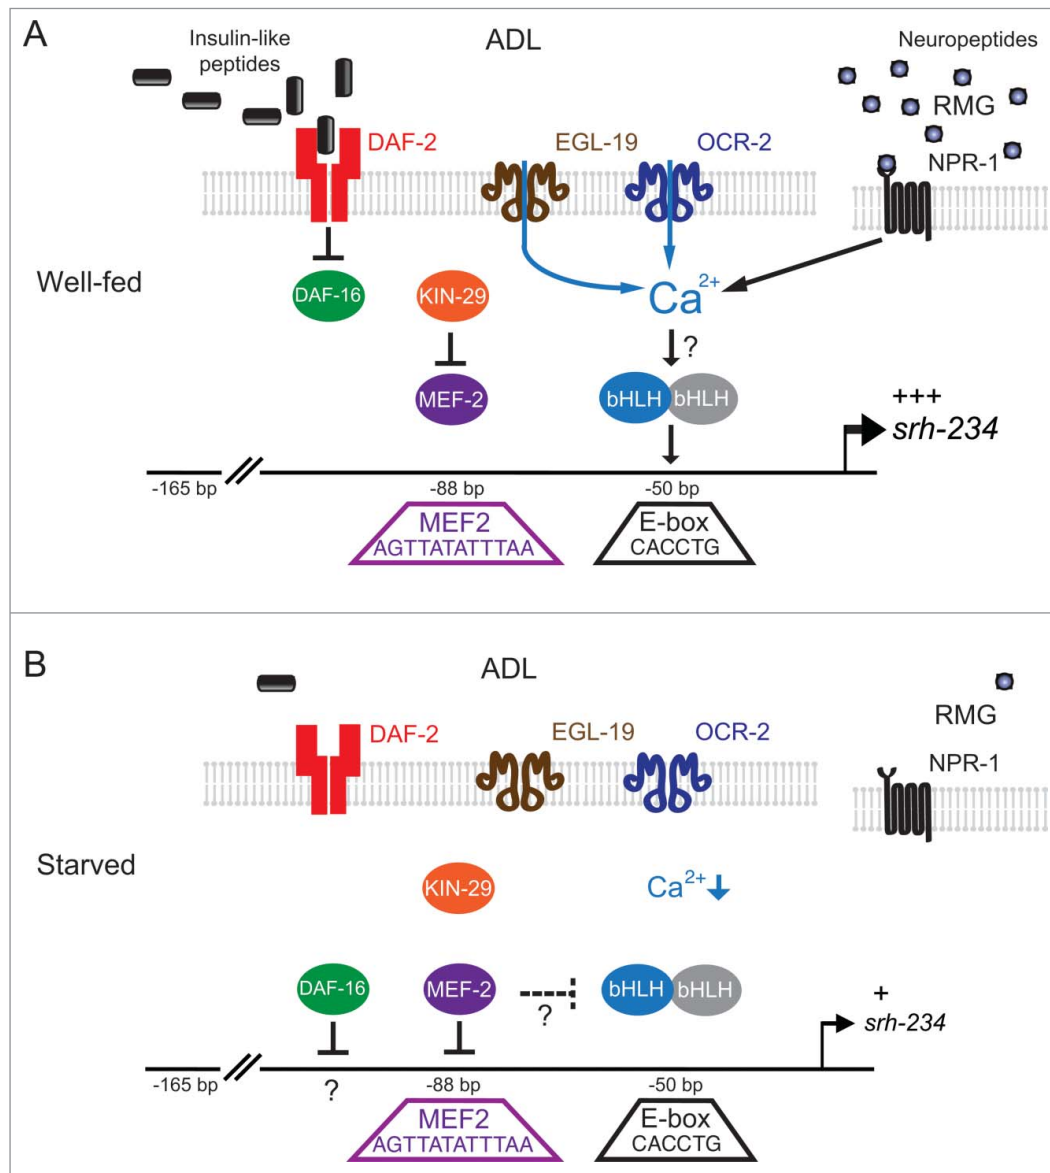 A
Insulin-like
peptides
ADL
Neuropeptides
RMG
DAF-2
EGL-19
OCR-2
NPR-1
Well-fed
DAF-16
KIN-29
Ca2+
?
MEF-2
bHLH
bHLH
+++
srh-234
-165 bp
-88 bp
-50 bp
MEF2
AGTTATATTTAA
E-box
CACCTG
B
ADL
RMG
DAF-2
EGL-19
OCR-2
NPR-1
Starved
KIN-29
Ca2+
DAF-16
MEF-2
?
bHLH
bHLH
+
srh-234
-165 bp
?
-88 bp
-50 bp
MEF2
AGTTATATTTAA
E-box
CACCTG